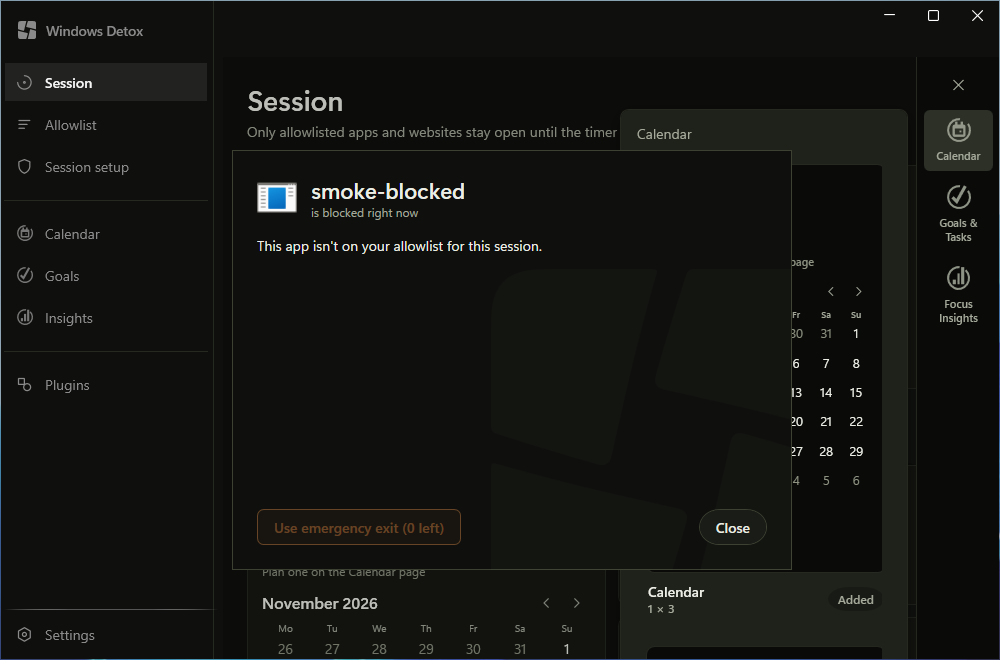 Windows Detox
Session
Allowlist
Session setup
Calendar
Goals
Insights
Plugins
Settings
Session
Only allowlisted apps and websites stay open until the timer
smoke-blocked
is blocked right now
This app isn't on your allowlist for this session.
Use emergency exit (0 left)
Close
Plan one on the Calendar page
November 2026
Mo Tu We Th Fr Sa Su
26 27 28 29 30 31 1
Calendar
page
Fr Sa Su
30 31 1
6 7 8
13 14 15
20 21 22
27 28 29
4 5 6
Calendar
1 × 3
Added
Calendar
Goals &
Tasks
Focus
Insights